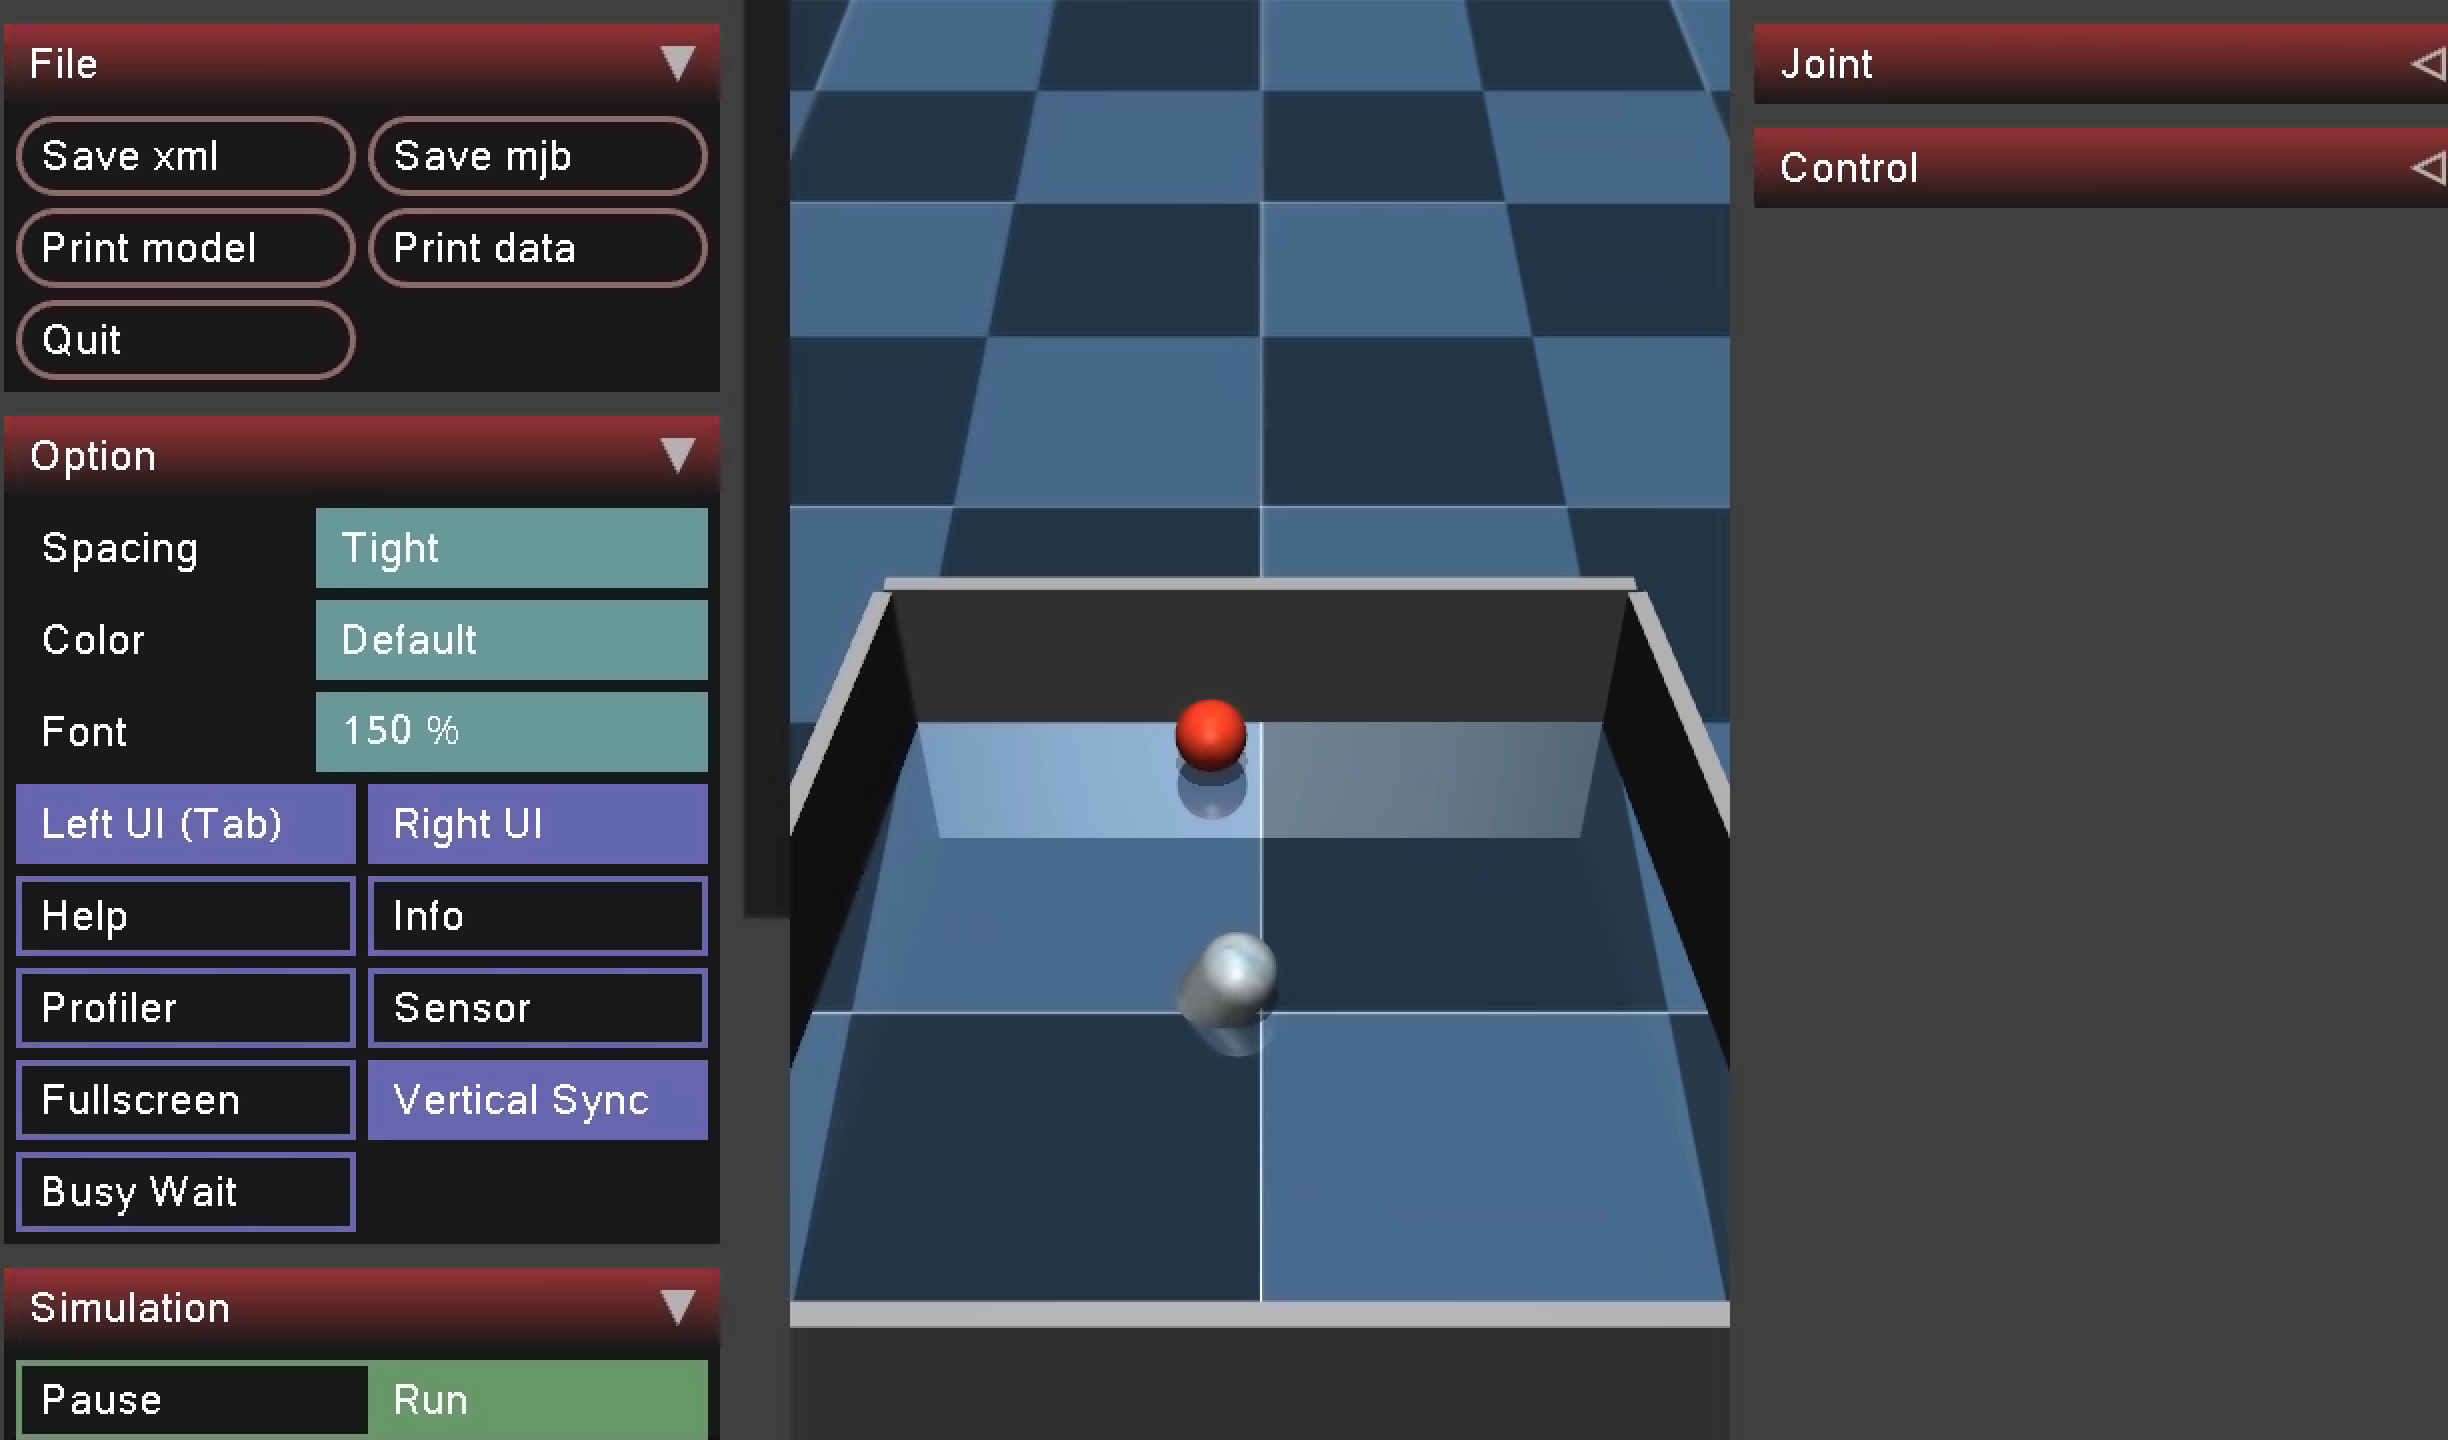 File
Save xml
Save mjb
Print model
Print data
Quit
Option
Spacing
Tight
Color
Default
Font
150 %
Left UI (Tab)
Right UI
Help
Info
Profiler
Sensor
Fullscreen
Vertical Sync
Busy Wait
Simulation
Pause
Run
Joint
Control